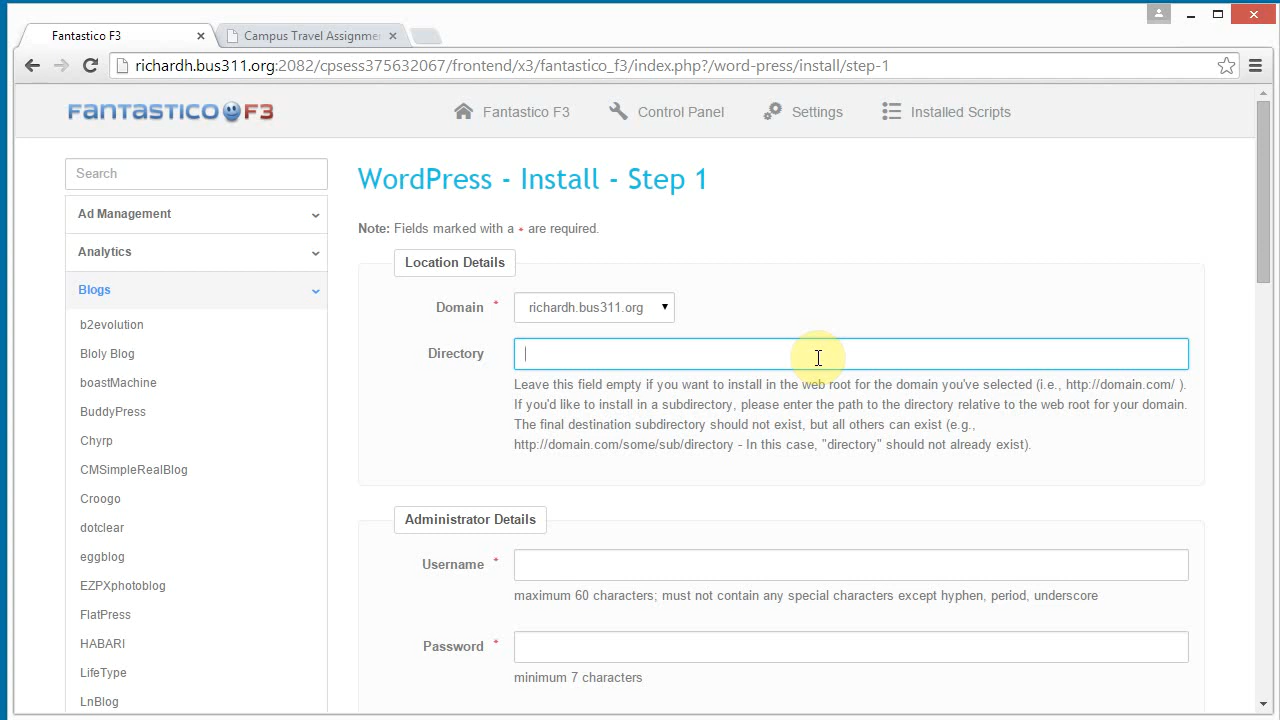 Fantastico F3
Campus Travel Assignmen
richardh.bus311.org:2082/cpsess375632067/frontend/x3/fantastico_f3/index.php?/word-press/install/step-1
FANTASTICO F3
Fantastico F3
Control Panel
Settings
Installed Scripts
Search
Ad Management
Analytics
Blogs
b2evolution
Bloly Blog
boastMachine
BuddyPress
Chyrp
CMSimpleRealBlog
Croogo
dotclear
eggblog
EZPXphotoblog
FlatPress
HABARI
LifeType
LnBlog
WordPress - Install - Step 1
Note: Fields marked with a * are required.
Location Details
Domain * richardh.bus311.org
Directory
Leave this field empty if you want to install in the web root for the domain you've selected (i.e., http://domain.com/ ).
If you'd like to install in a subdirectory, please enter the path to the directory relative to the web root for your domain.
The final destination subdirectory should not exist, but all others can exist (e.g.,
http://domain.com/some/sub/directory - In this case, "directory" should not already exist).
Administrator Details
Username *
maximum 60 characters; must not contain any special characters except hyphen, period, underscore
Password *
minimum 7 characters